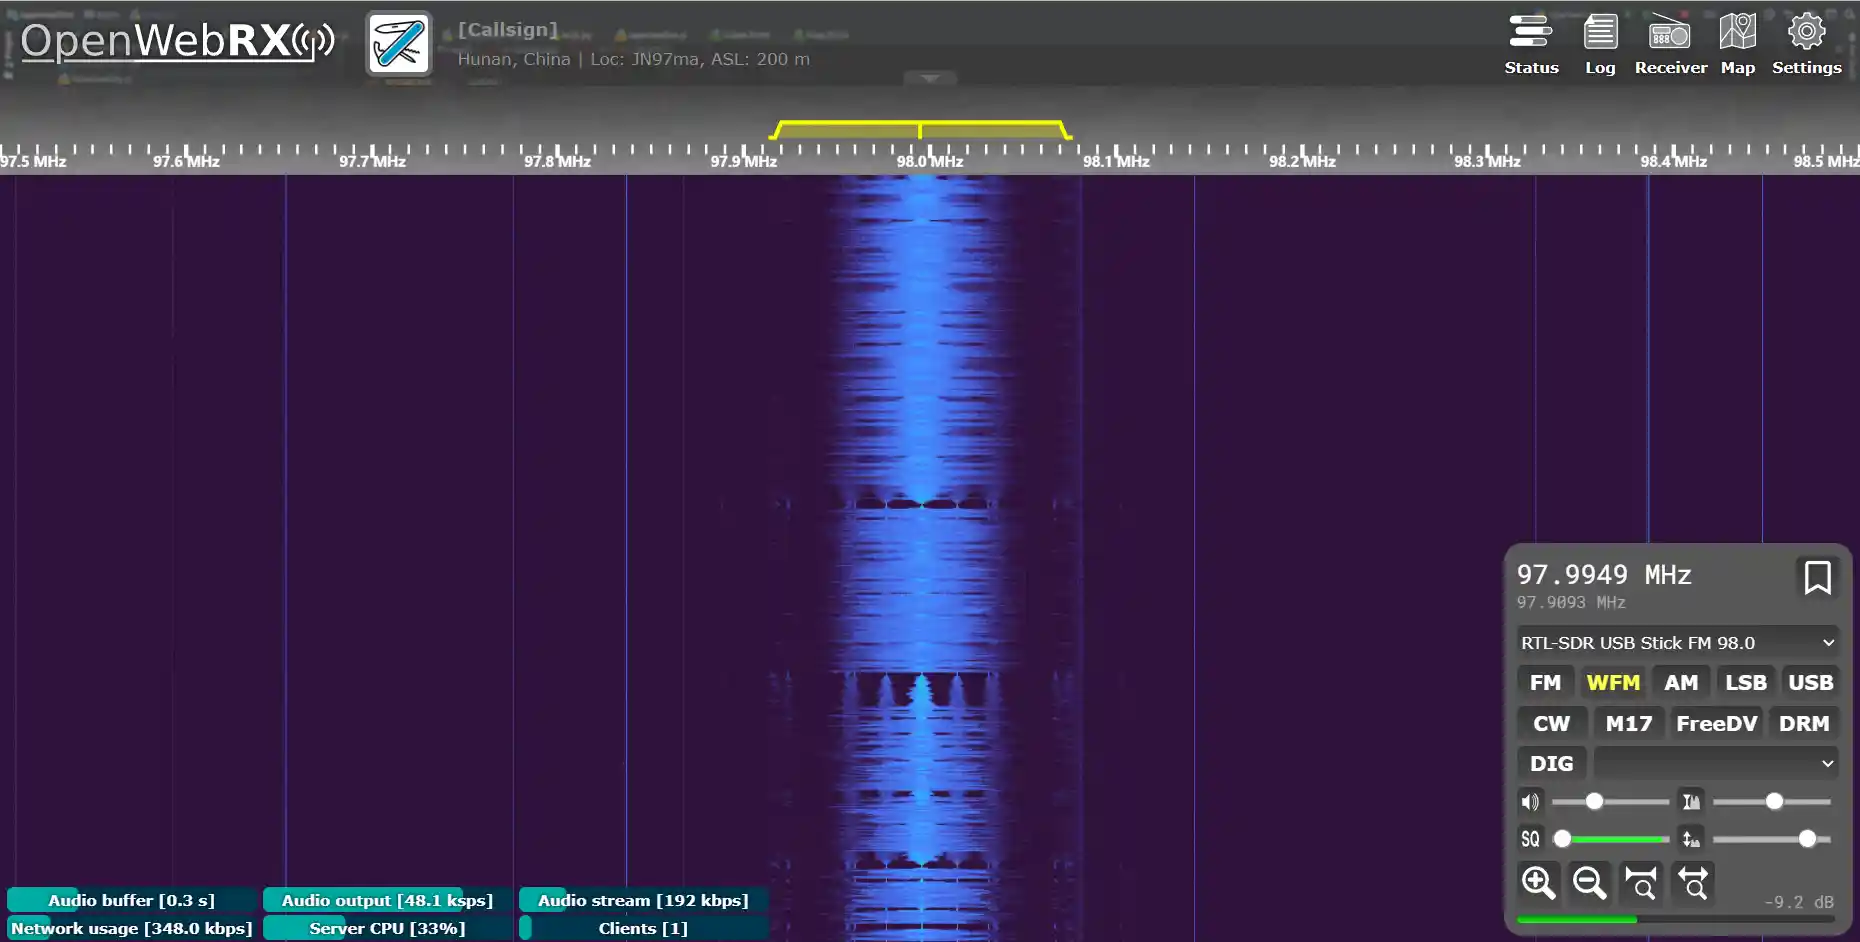 OpenWebRX
[Callsign]
Hunan, China | Loc: JN97ma, ASL: 200 m
Status
Log
Receiver
Map
Settings
97.5 MHz
97.6 MHz
97.7 MHz
97.8 MHz
97.9 MHz
98.0 MHz
98.1 MHz
98.2 MHz
98.3 MHz
98.4 MHz
98.5 MHz
97.9949 MHz
97.9093 MHz
RTL-SDR USB Stick FM 98.0
FM
WFM
AM
LSB
USB
CW
M17
FreeDV
DRM
DIG
SQ
-9.2 dB
Audio buffer [0.3 s]
Audio output [48.1 ksps]
Audio stream [192 kbps]
Network usage [348.0 kbps]
Server CPU [33%]
Clients [1]